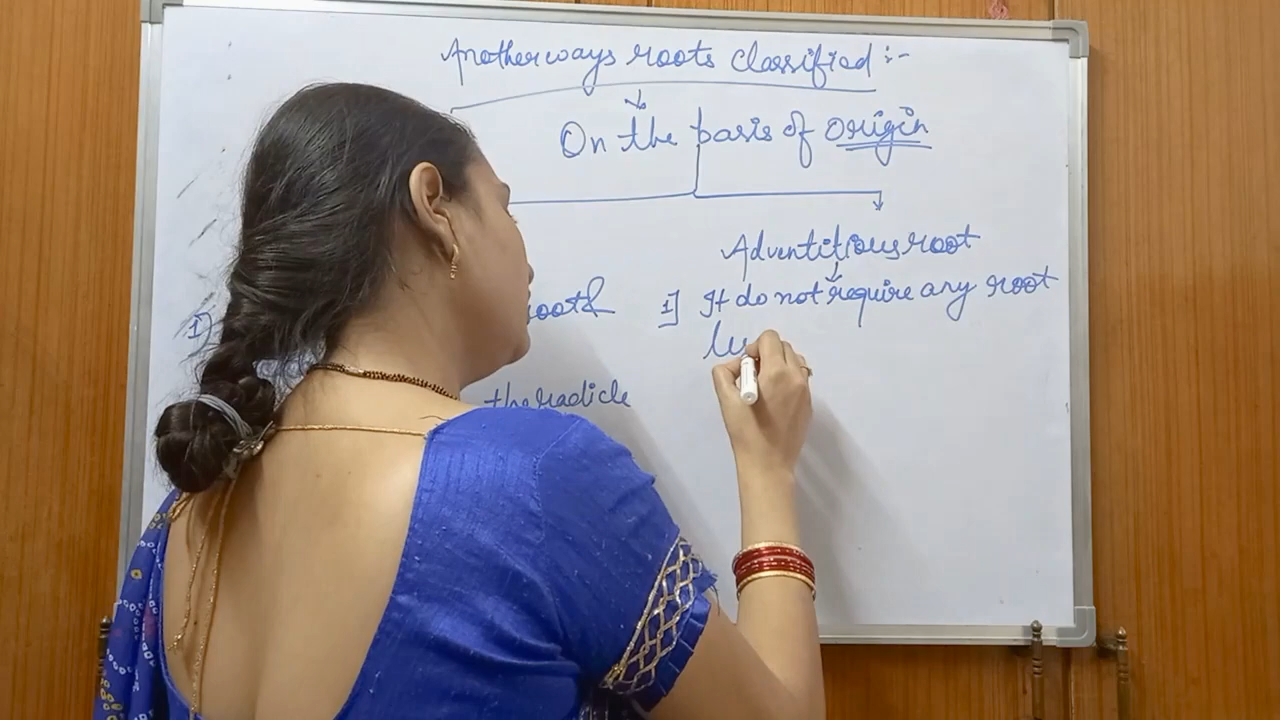 Another ways roots classified :-
On the basis of origin
Adventitious root
1]
1] It do not require any root
the radicle